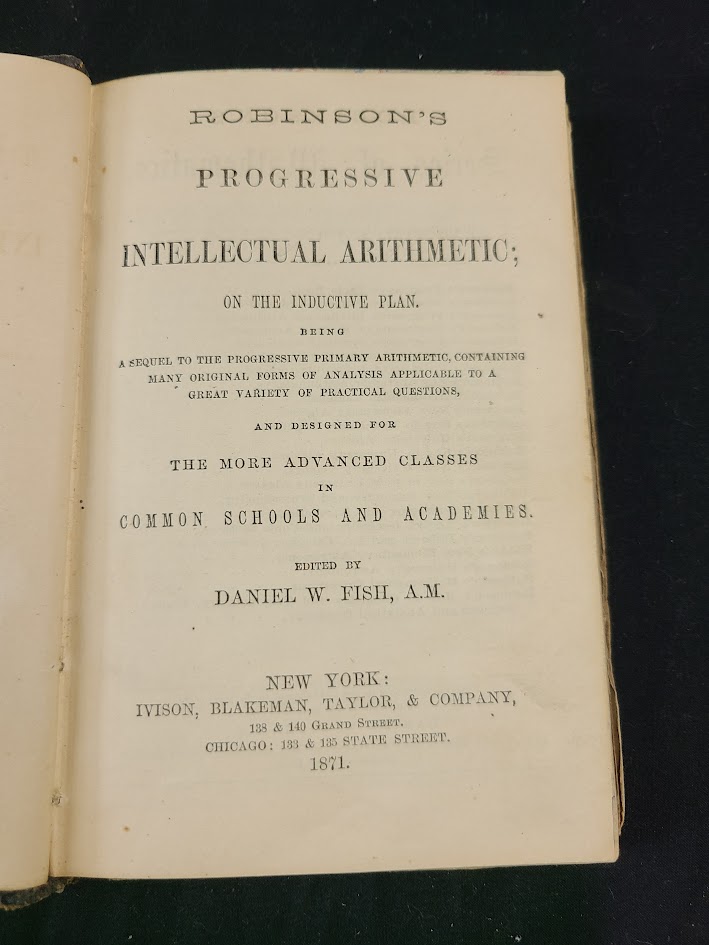 ROBINSON'S
PROGRESSIVE
INTELLECTUAL ARITHMETIC;
ON THE INDUCTIVE PLAN.
BEING
A SEQUEL TO THE PROGRESSIVE PRIMARY ARITHMETIC, CONTAINING
MANY ORIGINAL FORMS OF ANALYSIS APPLICABLE TO A
GREAT VARIETY OF PRACTICAL QUESTIONS,
AND DESIGNED FOR
THE MORE ADVANCED CLASSES
IN
COMMON SCHOOLS AND ACADEMIES.
EDITED BY
DANIEL W. FISH, A.M.
NEW YORK:
IVISON, BLAKEMAN, TAYLOR, & COMPANY,
138 & 140 GRAND STREET.
CHICAGO: 133 & 135 STATE STREET.
1871.